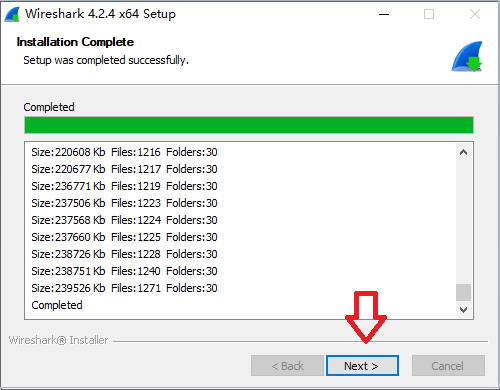 Wireshark 4.2.4 x64 Setup
Installation Complete
Setup was completed successfully.
Completed
Size:220608 Kb Files:1216 Folders:30
Size:220677 Kb Files:1217 Folders:30
Size:236771 Kb Files:1219 Folders:30
Size:237506 Kb Files:1223 Folders:30
Size:237568 Kb Files:1224 Folders:30
Size:237660 Kb Files:1225 Folders:30
Size:238726 Kb Files:1228 Folders:30
Size:238751 Kb Files:1240 Folders:30
Size:239526 Kb Files:1271 Folders:30
Completed
Wireshark® Installer
< Back Next > Cancel